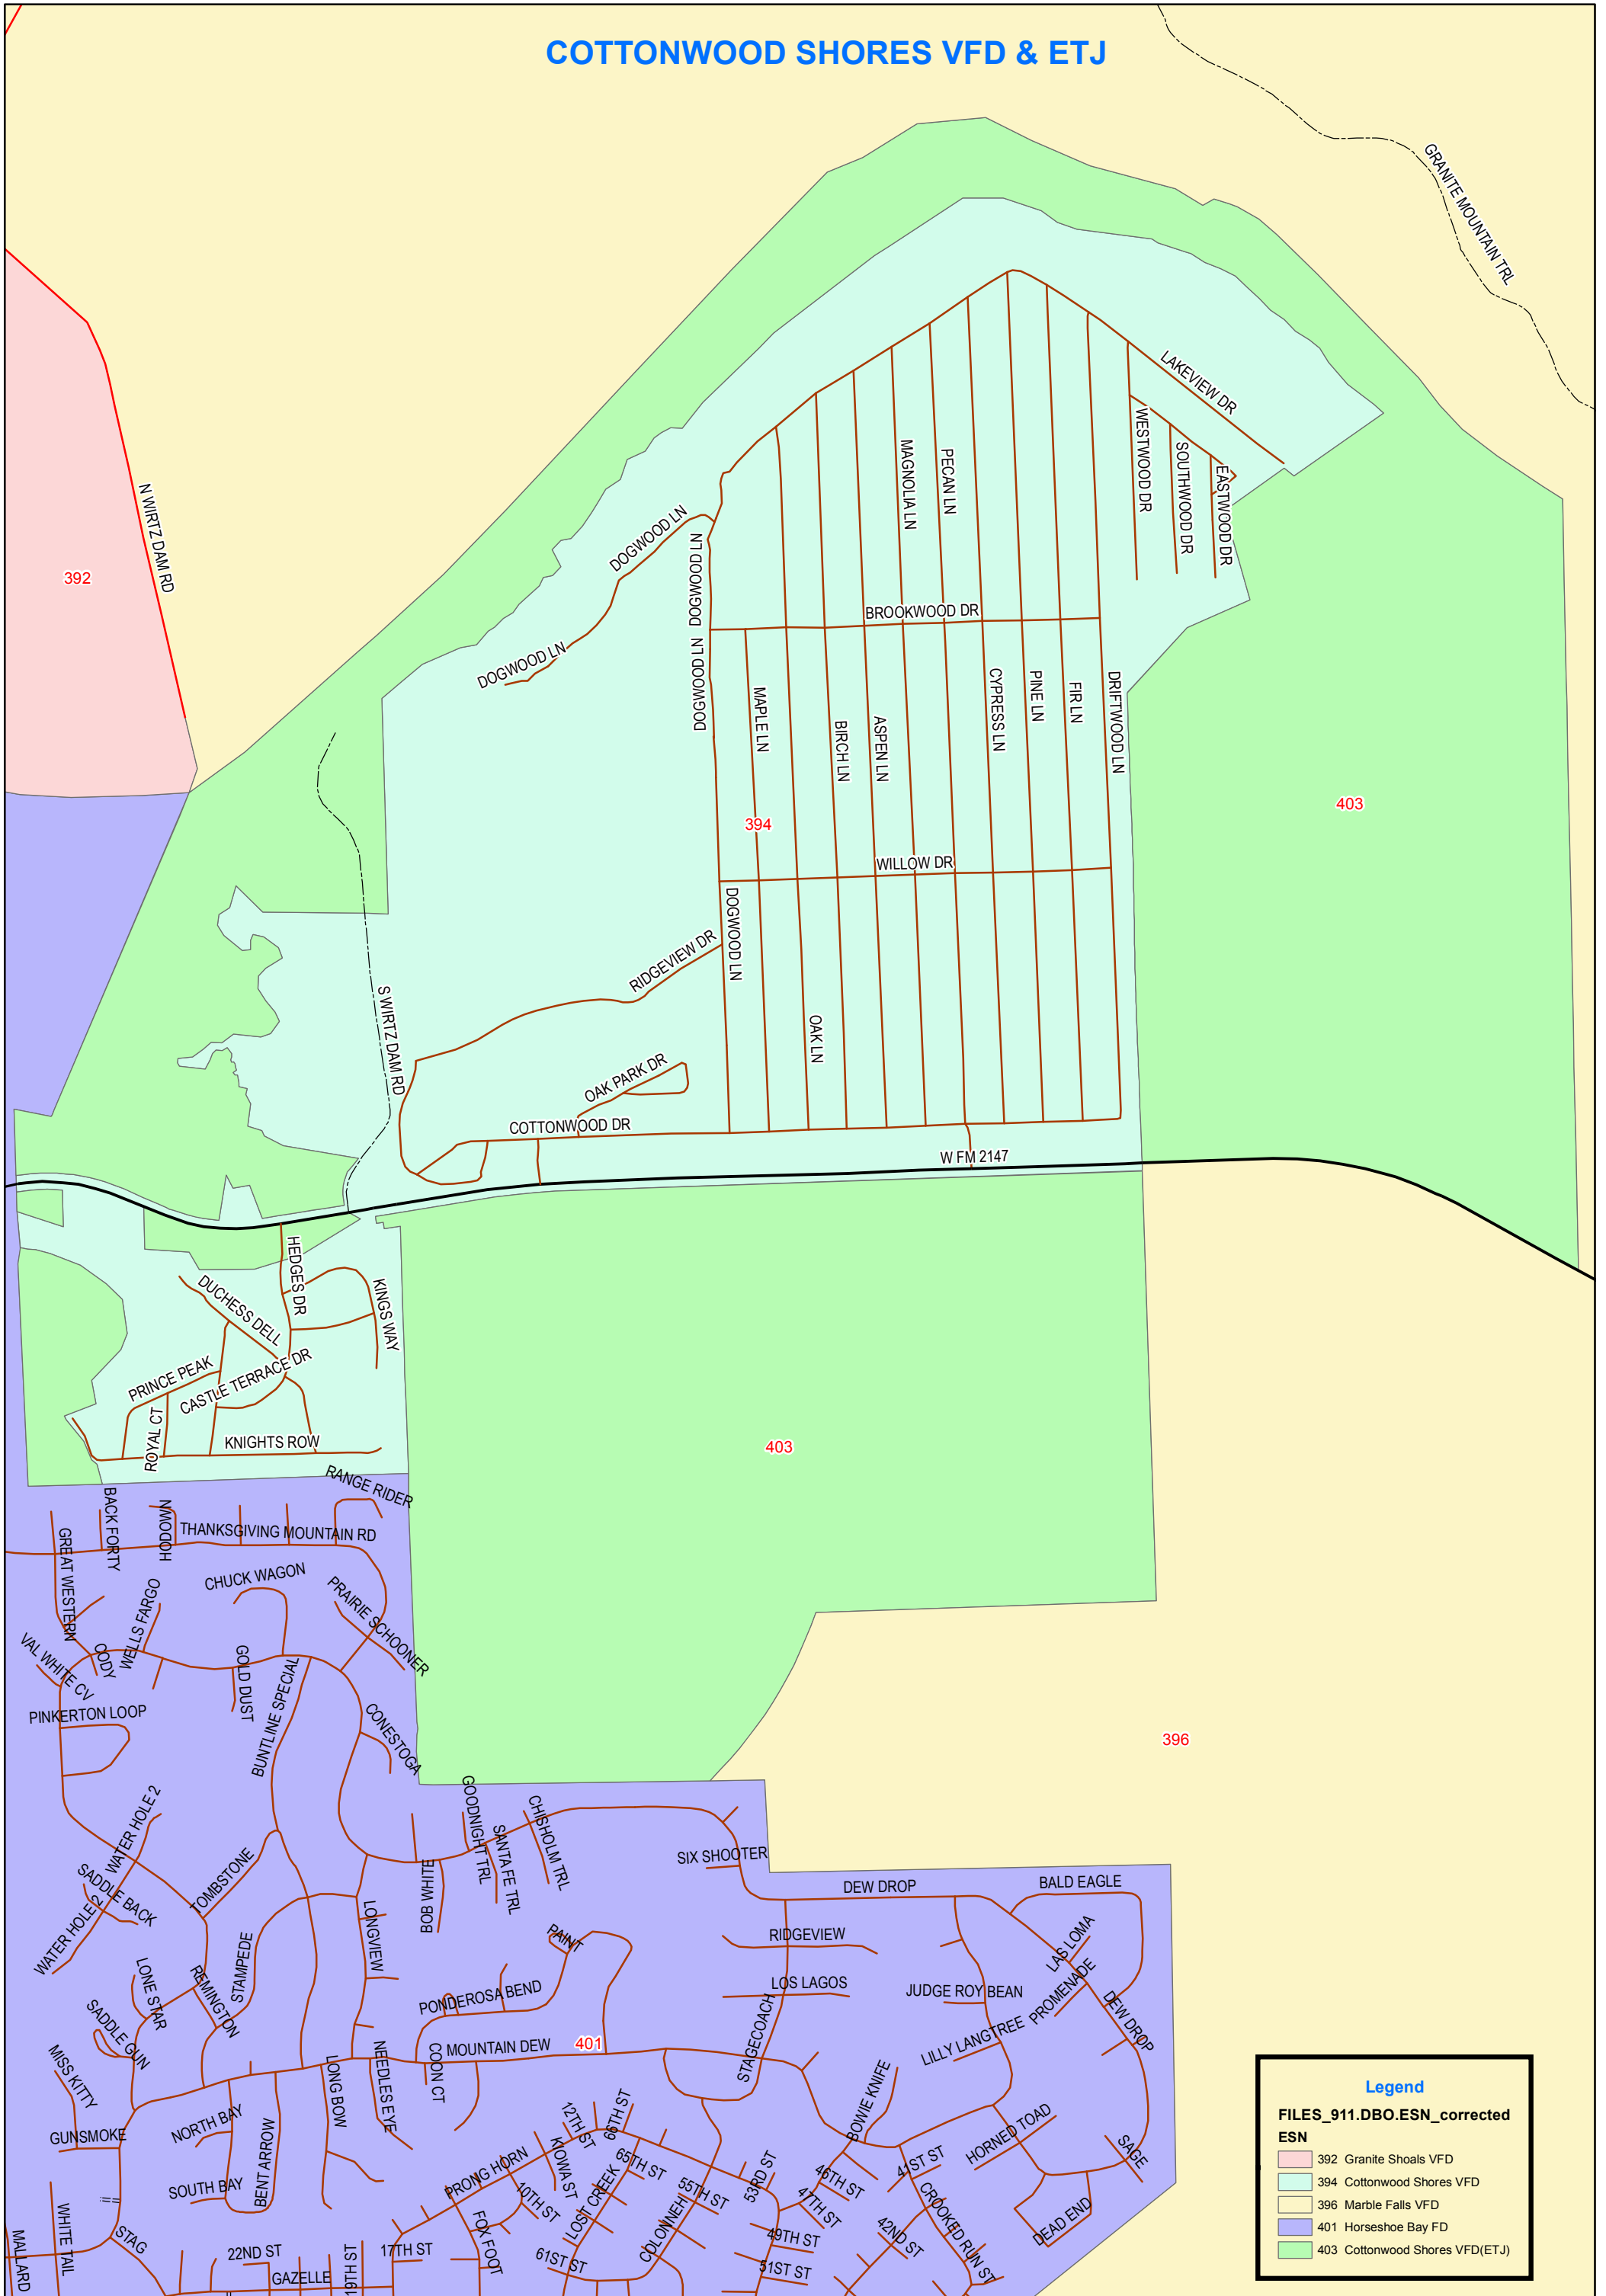 COTTONWOOD SHORES VFD & ETJ
GRANITE MOUNTAIN TRL
LAKEVIEW DR
WESTWOOD DR
SOUTHWOOD DR
EASTWOOD DR
MAGNOLIA LN
PECAN LN
N WIRTZ DAM RD
392
DOGWOOD LN
DOGWOOD LN
DOGWOOD LN
DOGWOOD LN
BROOKWOOD DR
MAPLE LN
BIRCH LN
ASPEN LN
CYPRESS LN
PINE LN
FIR LN
DRIFTWOOD LN
403
394
WILLOW DR
DOGWOOD LN
RIDGEVIEW DR
S WIRTZ DAM RD
OAK LN
OAK PARK DR
COTTONWOOD DR
W FM 2147
HEDGES DR
KINGS WAY
DUCHESS DELL
PRINCE PEAK
CASTLE TERRACE DR
ROYAL CT
KNIGHTS ROW
403
RANGE RIDER
BACK FORTY
NWOOH
THANKSGIVING MOUNTAIN RD
GREAT WESTERN
CHUCK WAGON
PRAIRIE SCHOONER
WELLS FARGO
CODY
VAL WHITE CV
GOLD DUST
BUNTLINE SPECIAL
PINKERTON LOOP
CONESTOGA
396
WATER HOLE 2
GOODNIGHT TRL
SANTA FE TRL
CHISHOLM TRL
SADDLE BACK
TOMBSTONE
BOB WHITE
SIX SHOOTER
DEW DROP
BALD EAGLE
WATER HOLE 2
LONGVIEW
STAMPEDE
PAINT
RIDGEVIEW
LAS LOMA
LONE STAR
REMINGTON
PONDEROSA BEND
LOS LAGOS
JUDGE ROY BEAN
PROMENADE
DEW DROP
SADDLE GUN
STAGECOACH
LILLY LANGTREE
MISS KITTY
MOUNTAIN DEW
401
COON CT
NEEDLES EYE
LONG BOW
BOWIE KNIFE
GUNSMOKE
NORTH BAY
BENT ARROW
SOUTH BAY
12TH ST
66TH ST
KIOWA ST
65TH ST
PRONG HORN
10TH ST
LOST CREEK
55TH ST
53RD ST
46TH ST
47TH ST
41ST ST
HORNED TOAD
SAGE
WHITE TAIL
STAG
MALLARD
22ND ST
GAZELLE
19TH ST
17TH ST
FOX FOOT
61ST ST
COLONNEH
49TH ST
51ST ST
42ND ST
CROOKED RUN ST
DEAD END
Legend
FILES_911.DBO.ESN_corrected
ESN
392 Granite Shoals VFD
394 Cottonwood Shores VFD
396 Marble Falls VFD
401 Horseshoe Bay FD
403 Cottonwood Shores VFD(ETJ)